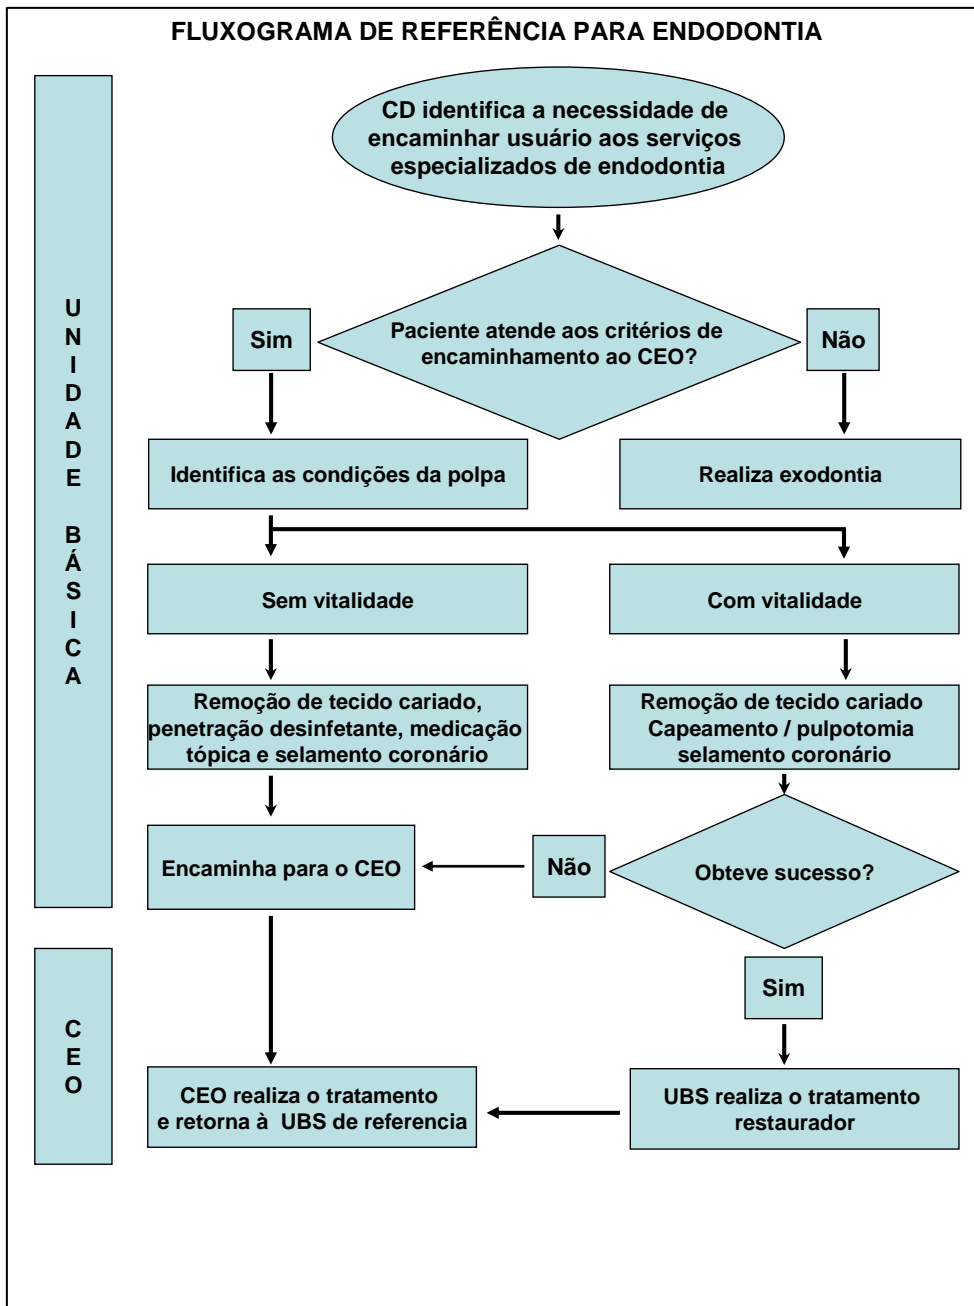 FLUXOGRAMA DE REFERÊNCIA PARA ENDODONTIA
CD identifica a necessidade de
encaminhar usuário aos serviços
especializados de endodontia
UNIDADE BÁSICA
Sim
Paciente atende aos critérios de
encaminhamento ao CEO?
Não
Identifica as condições da polpa
Realiza exodontia
Sem vitalidade
Com vitalidade
Remoção de tecido cariado,
penetração desinfetante, medicação
tópica e selamento coronário
Remoção de tecido cariado
Capeamento / pulpotomia
selamento coronário
Encaminha para o CEO
Não
Obteve sucesso?
Sim
CEO
CEO realiza o tratamento
e retorna à UBS de referencia
UBS realiza o tratamento
restaurador